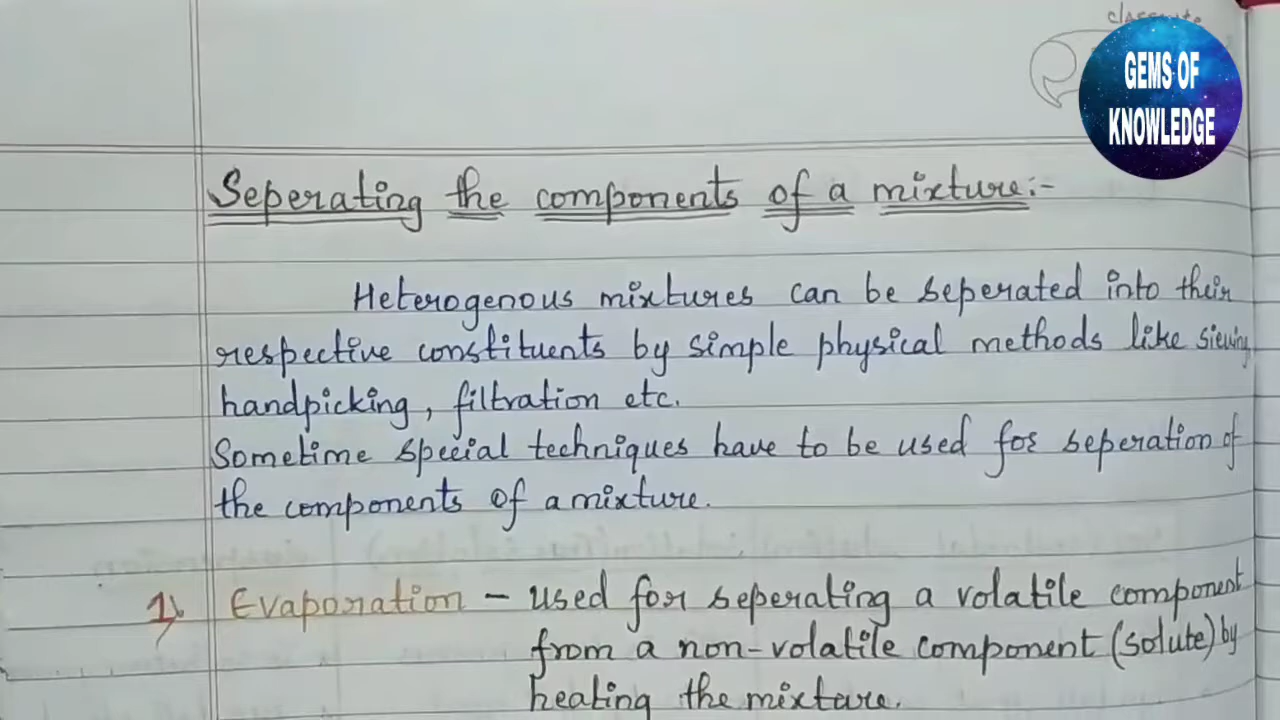 classmate
GEMS OF
KNOWLEDGE
Seperating the components of a mixture:-
Heterogenous mixtures can be seperated into their
respective constituents by simple physical methods like sieving
handpicking, filtration etc.
Sometime special techniques have to be used for seperation of
the components of a mixture.
1). Evaporation – used for seperating a volatile component
from a non-volatile component (solute) by
heating the mixture.